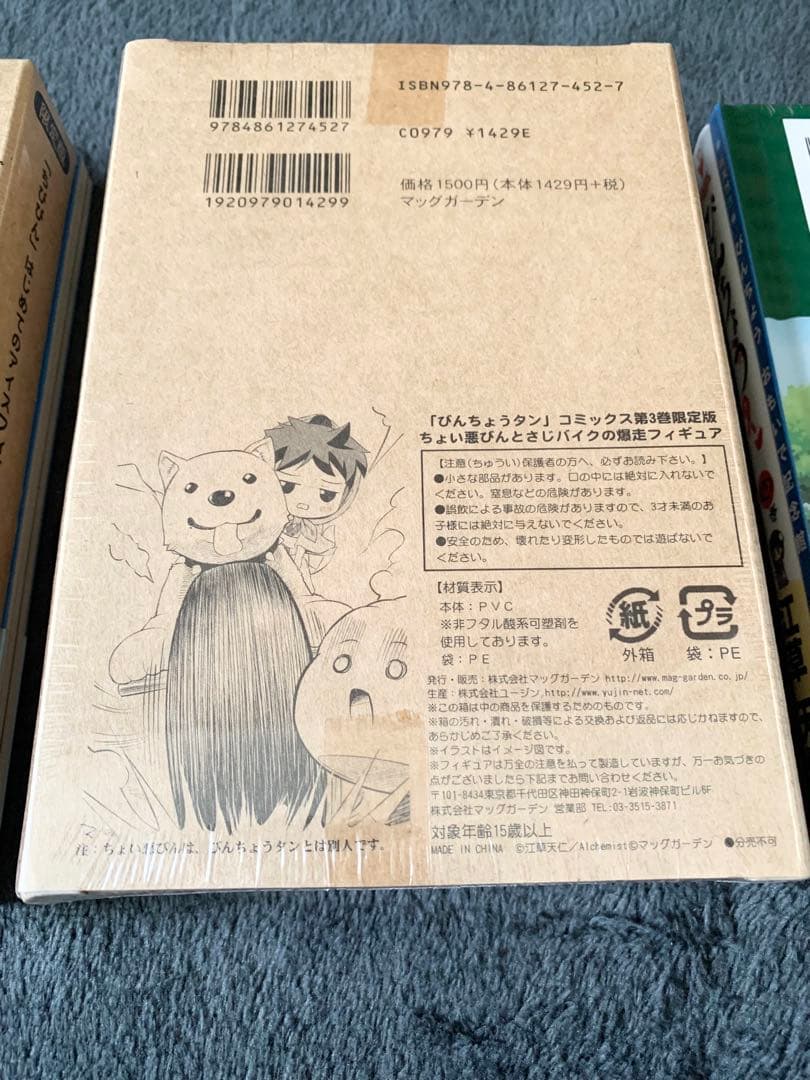 限定版
ISBN978-4-86127-452-7
9784861274527
C0979 ¥1429E
1920979014299
価格1500円(本体1429円+税)
マッグガーデン
「びんちょうタン」コミックス第3巻限定版
ちょい悪びんとさじバイクの爆走フィギュア
【注意(ちゅうい)保護者の方へ、必ずお読み下さい。】
●小さな部品があります。口の中には絶対に入れないで
ください。窒息などの危険があります。
●誤飲による事故の危険がありますので、3才未満のお
子様には絶対に与えないでください。
●安全のため、壊れたり変形したものでは遊ばないで
ください。
【材質表示】
本体:PVC
※非フタル酸系可塑剤を
使用しております。
袋:PE
紙
外箱
プラ
袋:PE
発行・販売:株式会社マッグガーデン http://www.mag-garden.co.jp/
生産:株式会社ユージン.http://www.yujin-net.com/
※この箱は中の商品を保護するためのものです。
※箱の汚れ・潰れ・破損等による交換および返品には応じかねますので、
あらかじめご了承ください。
※イラストはイメージ図です。
※フィギュアは万全の注意を払って製造していますが、万一お気づきの
点がございましたら下記までお問い合わせください。
〒101-8434東京都千代田区神田神保町2-1岩波神保町ビル6F
株式会社マッグガーデン 営業部 TEL:03-3515-3871
対象年齢15歳以上
MADE IN CHINA ©江草天仁/Alchemist©マッグガーデン ●分売不可
注:ちょい悪びんは、びんちょうタンとは別人です。